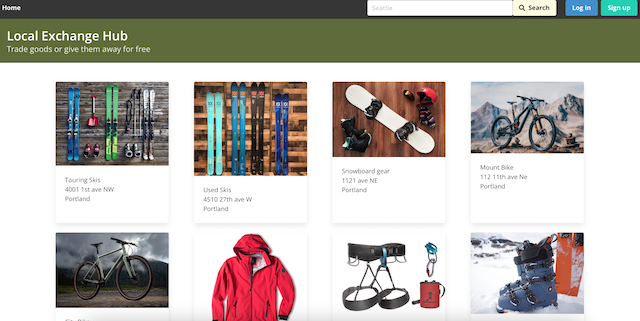 Home
Seattle
Search
Log in
Sign up
Local Exchange Hub
Trade goods or give them away for free
Touring Skis
4001 1st ave NW
Portland
Used Skis
4510 27th ave W
Portland
Snowboard gear
1121 ave NE
Portland
Mount Bike
112 11th ave Ne
Portland